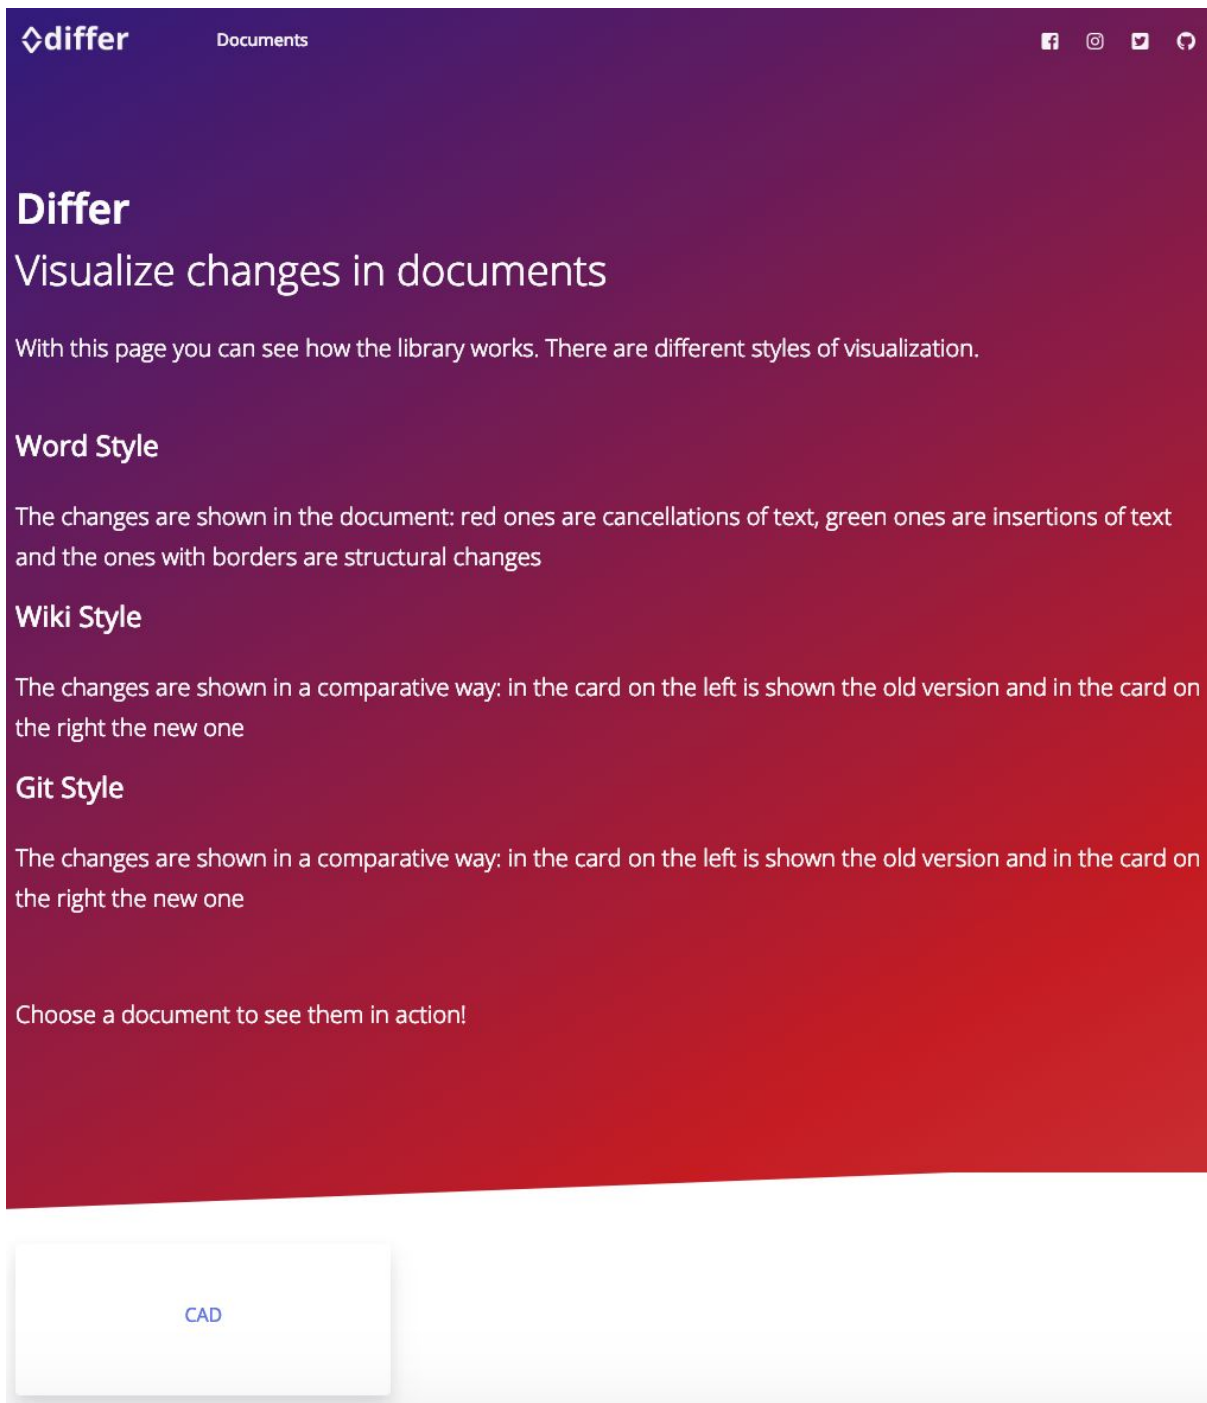 differ
Documents
Differ
Visualize changes in documents
With this page you can see how the library works. There are different styles of visualization.
Word Style
The changes are shown in the document: red ones are cancellations of text, green ones are insertions of text
and the ones with borders are structural changes
Wiki Style
The changes are shown in a comparative way: in the card on the left is shown the old version and in the card on
the right the new one
Git Style
The changes are shown in a comparative way: in the card on the left is shown the old version and in the card on
the right the new one
Choose a document to see them in action!
CAD